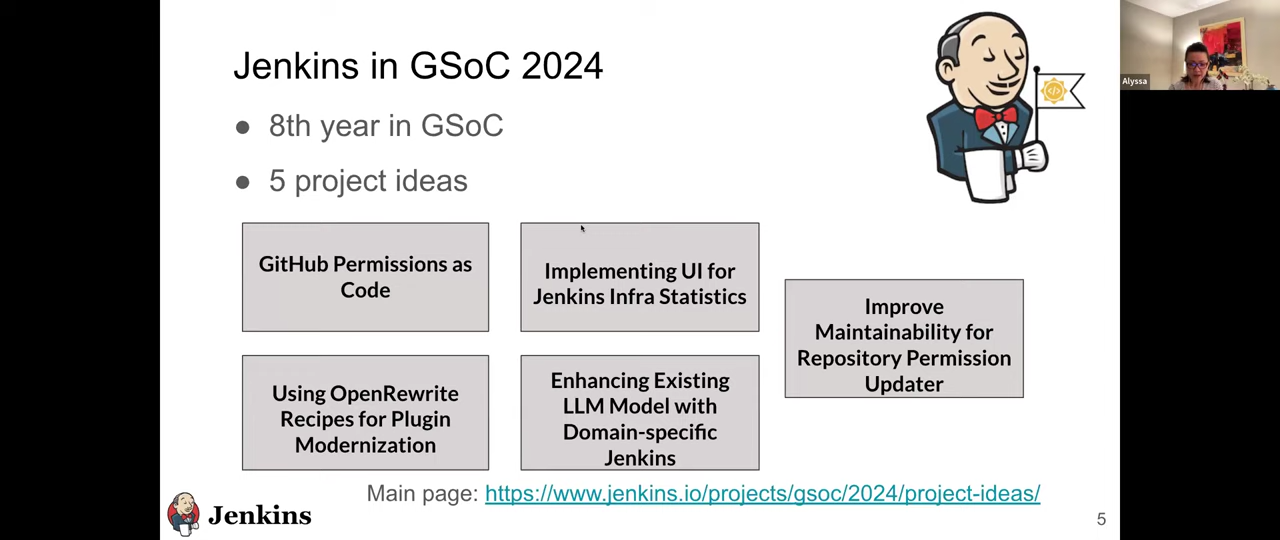 Jenkins in GSoC 2024
● 8th year in GSoC
● 5 project ideas
GitHub Permissions as
Code
Implementing UI for
Jenkins Infra Statistics
Improve
Maintainability for
Repository Permission
Updater
Using OpenRewrite
Recipes for Plugin
Modernization
Enhancing Existing
LLM Model with
Domain-specific
Jenkins
Main page: https://www.jenkins.io/projects/gsoc/2024/project-ideas/
Jenkins
5
Alyssa